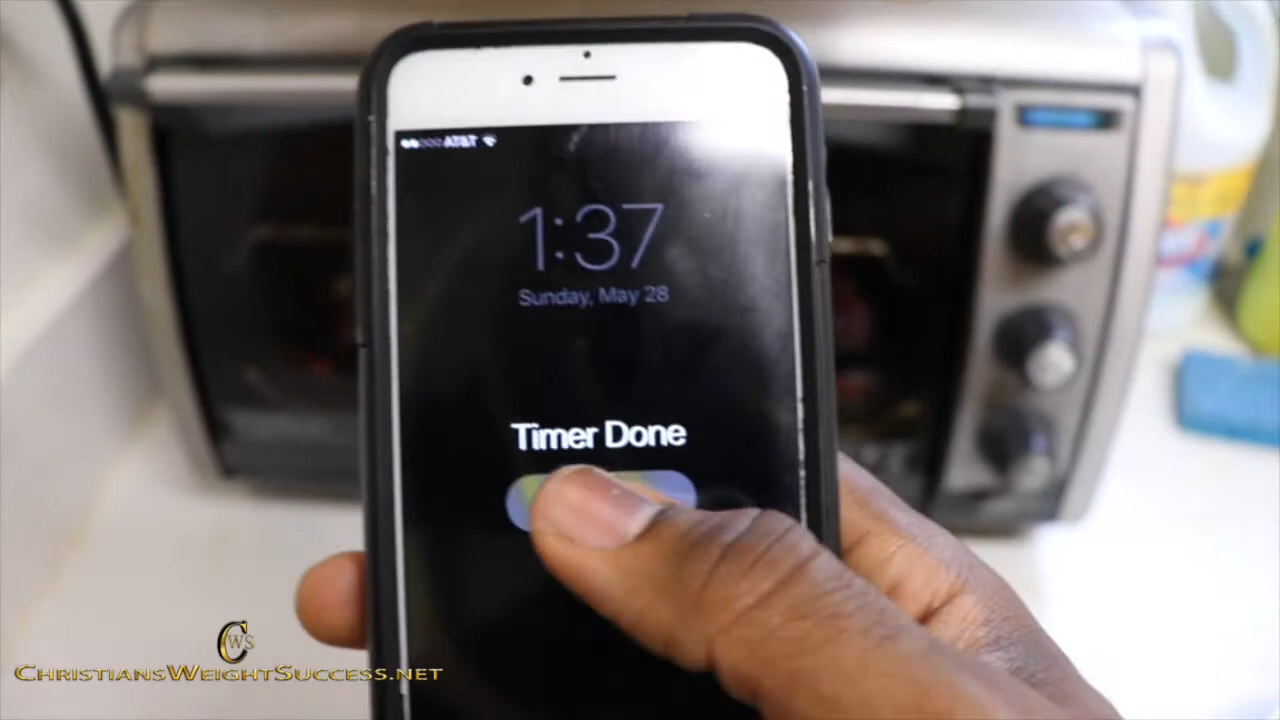 AT&T
1:37
Sunday, May 28
Timer Done
CWS
ChristiansWeightSuccess.net